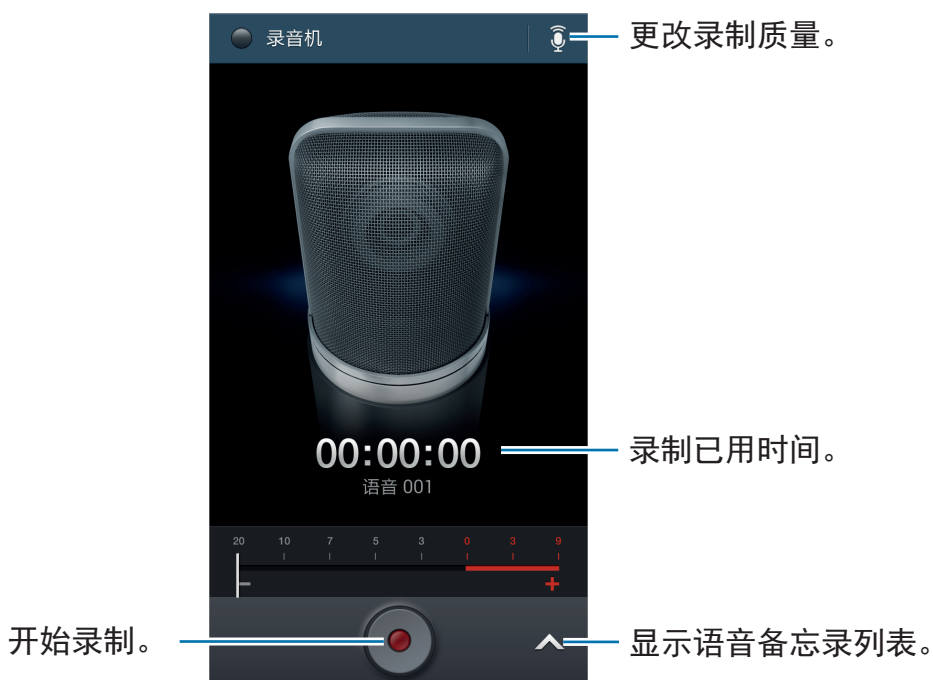 录音机
更改录制质量。
00:00:00
录制已用时间。
语音 001
20 10 7 5 3 0 3 9
− +
开始录制。
显示语音备忘录列表。